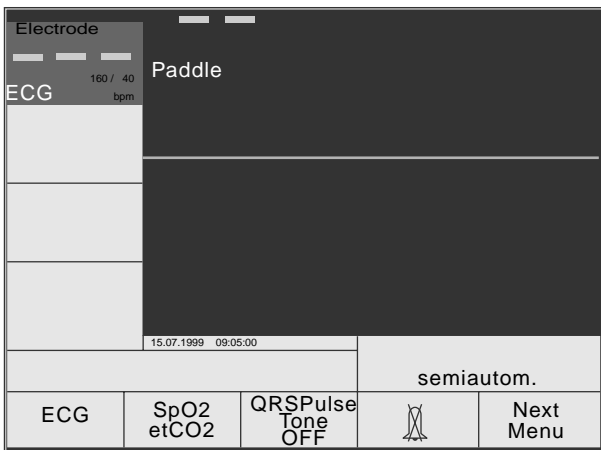 Electrode
Paddle
160 / 40
ECG bpm
15.07.1999 09:05:00
semiautom.
ECG
SpO2
etCO2
QRSPulse
Tone
OFF
Next
Menu